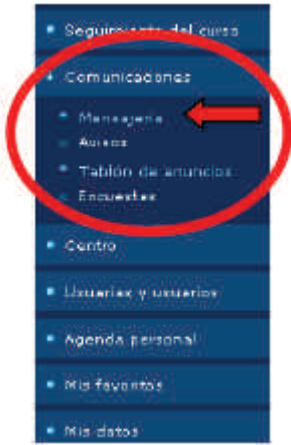 Seguimiento del curso
Comunicaciones
Mensajería
Avisos
Tablón de anuncios
Encuestas
Centro
Usuarias y usuarios
Agenda personal
Mis favoritos
Mis datos